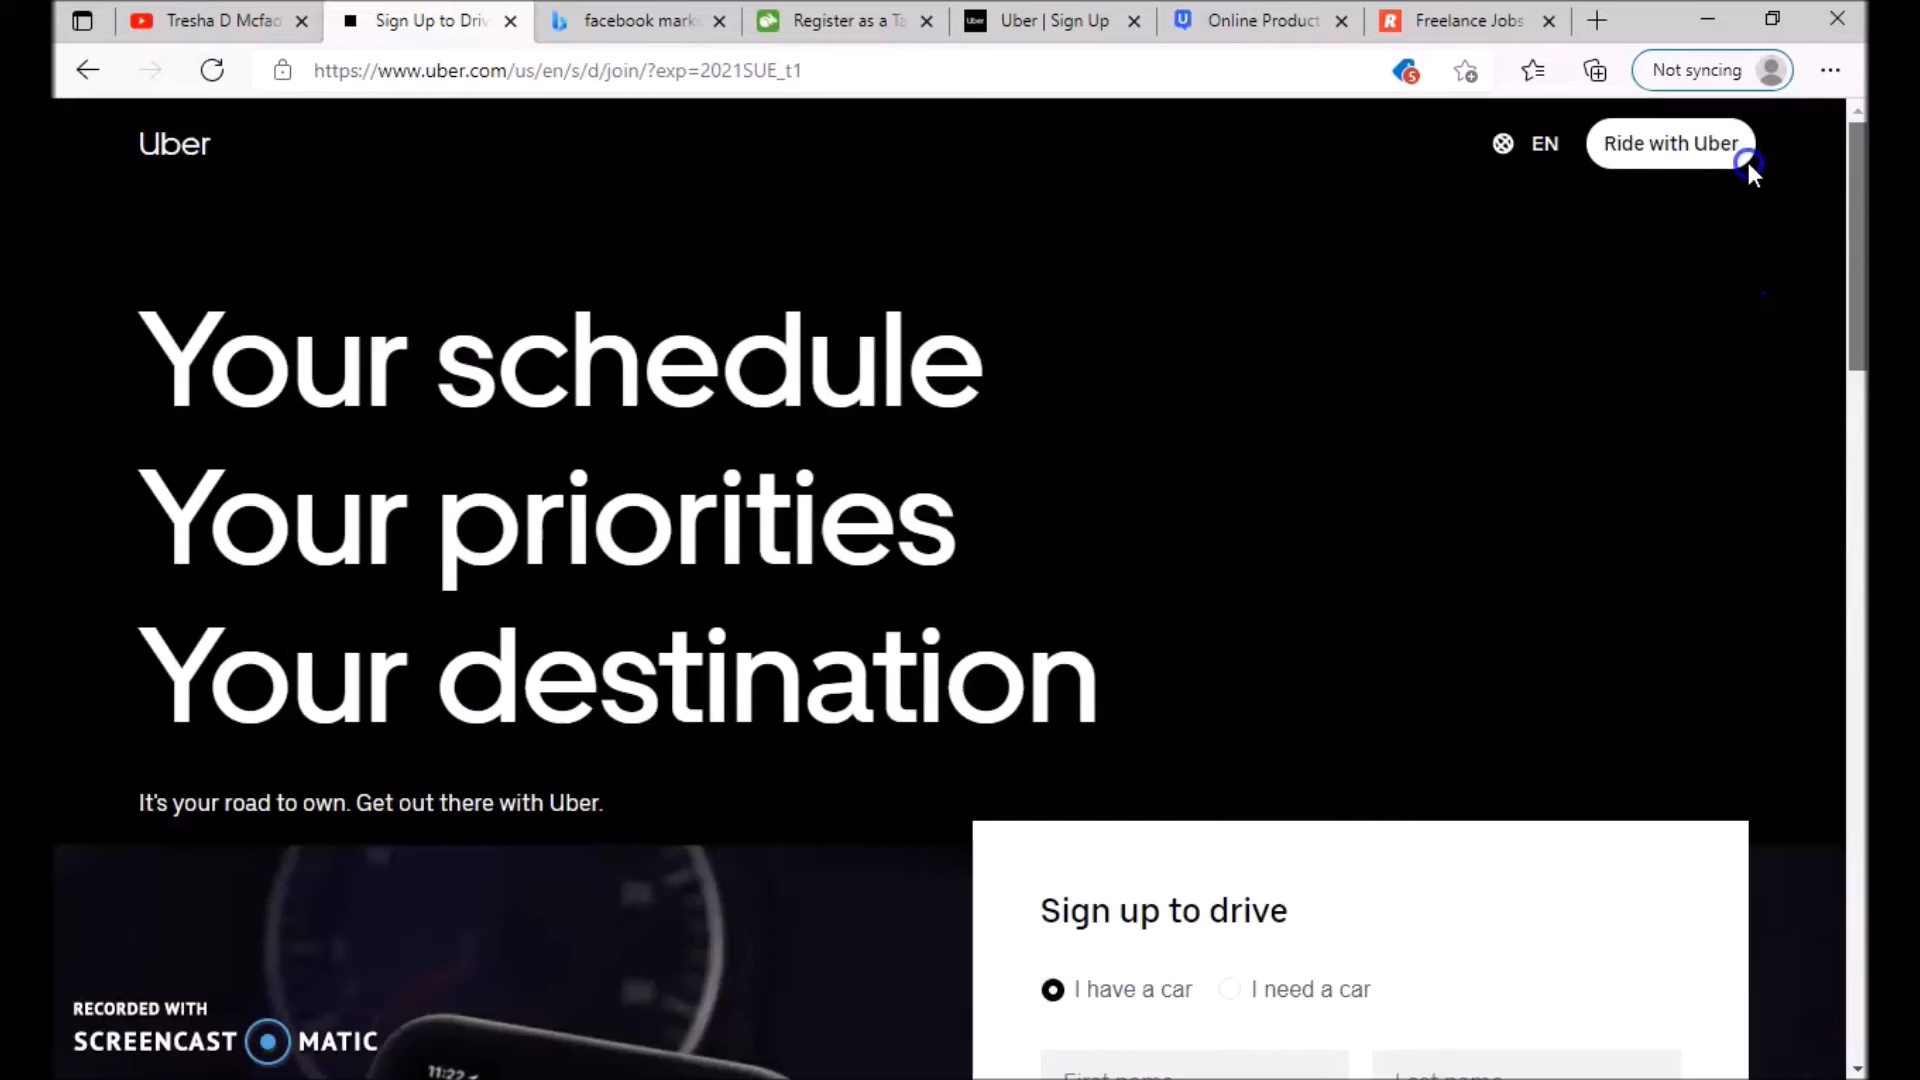 Tresha D Mcfad
Sign Up to Driv
facebook mark
Register as a Ta
Uber | Sign Up
Online Product
Freelance Jobs
https://www.uber.com/us/en/s/d/join/?exp=2021SUE_t1
5
Not syncing
Uber
EN
Ride with Uber
Your schedule
Your priorities
Your destination
It's your road to own. Get out there with Uber.
Sign up to drive
I have a car
I need a car
First name
Last name
11:22
RECORDED WITH
SCREENCAST MATIC